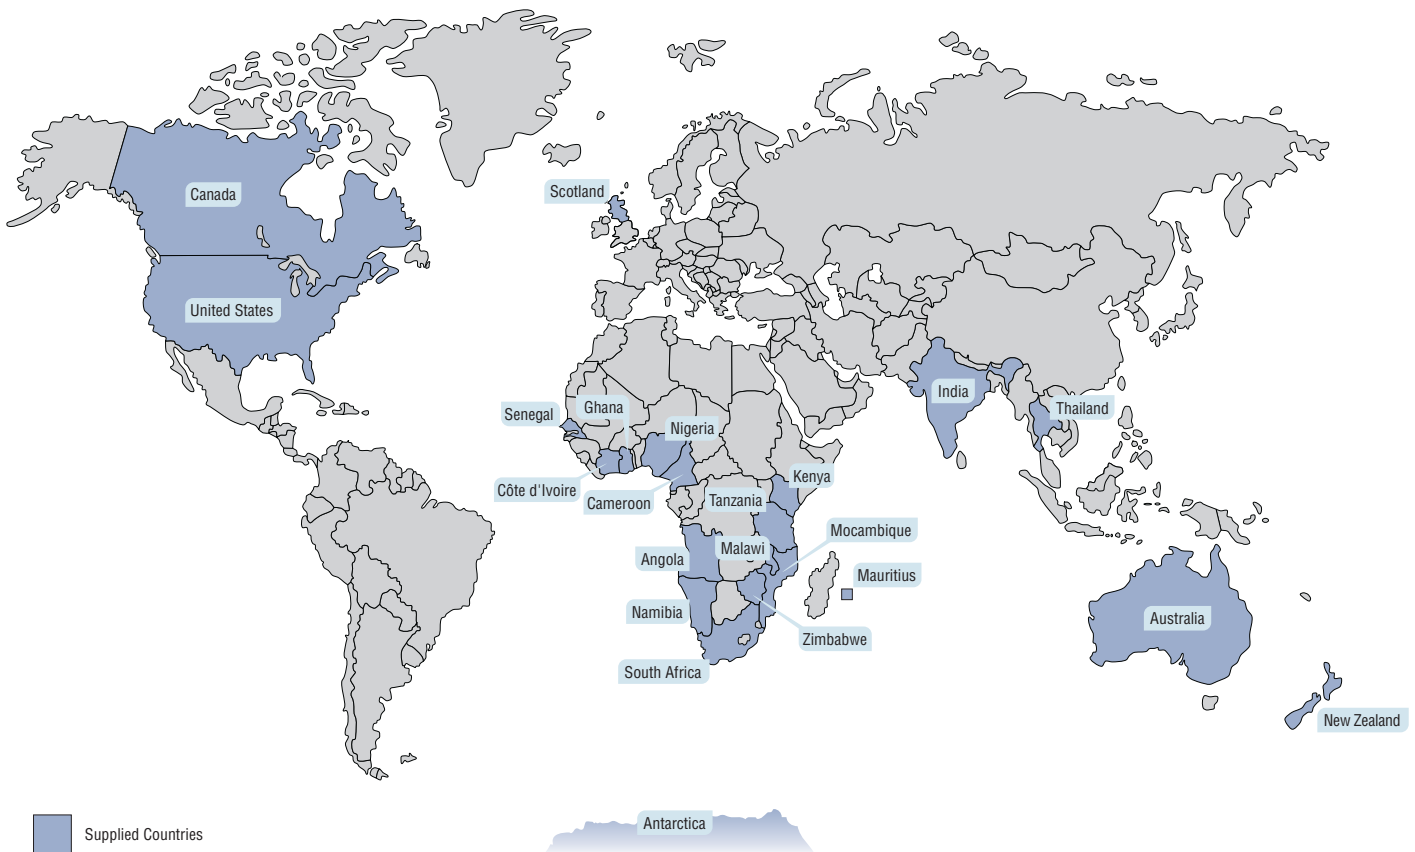 Canada
Scotland
United States
India
Thailand
Senegal
Ghana
Nigeria
Côte d'Ivoire
Cameroon
Tanzania
Kenya
Mocambique
Malawi
Angola
Mauritius
Namibia
Zimbabwe
Australia
South Africa
New Zealand
Antarctica
Supplied Countries